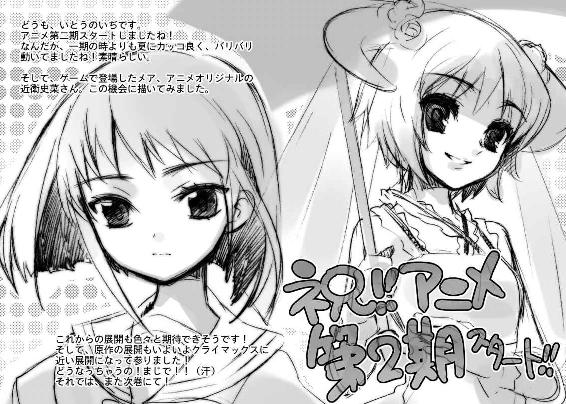 どうも、いとうのいぢです。
アニメ第二期スタートしましたね！
なんだか、一期の時よりも更にカッコ良く、バリバリ
動いてましたね！素晴らしい。
そして、ゲームで登場したメア、アニメオリジナルの
近衛史菜さん。この機会に描いてみました。
祝!!アニメ
第2期スタート!!
これからの展開も色々と期待できそうです！
そして、原作の展開もいよいよクライマックスに
近い展開になって参りました！
どうなっちゃうの！まじで！！（汗）
それでは、また次巻にて！